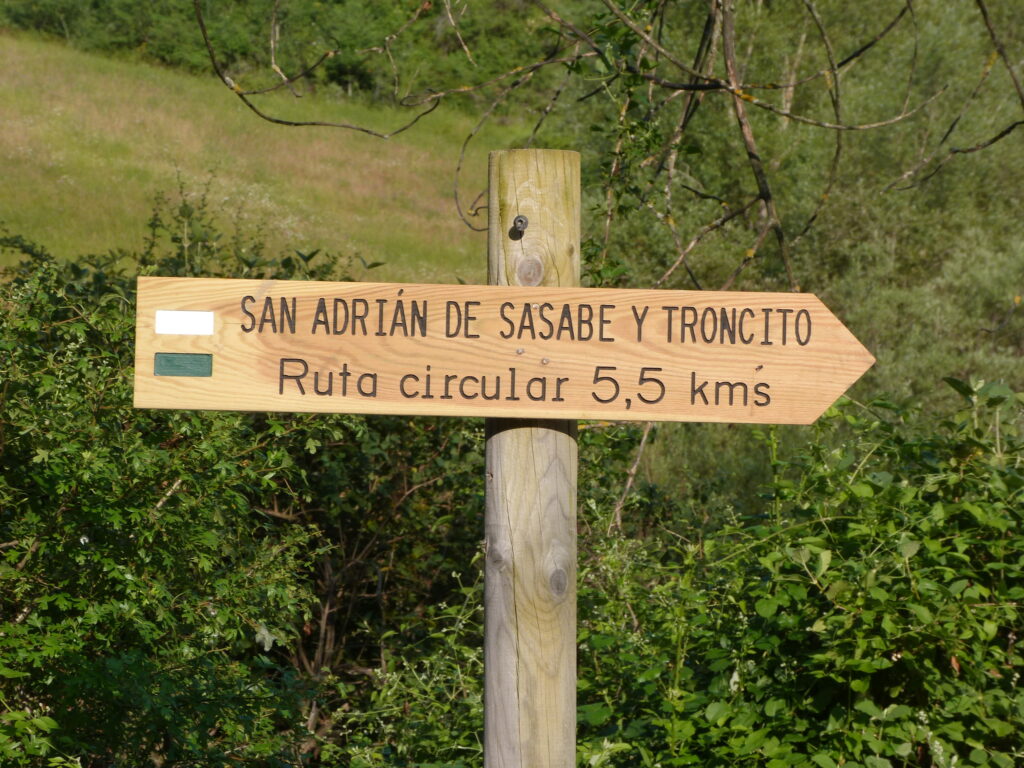 SAN ADRIÁN DE SASABE Y TRONCITO
Ruta circular 5,5 kms